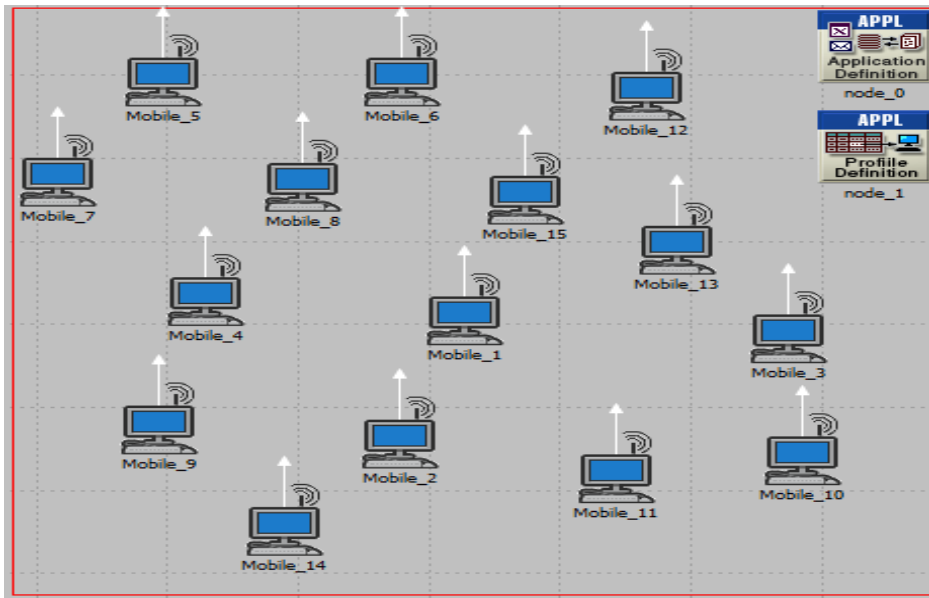 APPL
Application
Definition
node_0
Mobile_5
Mobile_6
Mobile_12
APPL
Profiile
Definition
node_1
Mobile_7
Mobile_8
Mobile_15
Mobile_13
Mobile_4
Mobile_1
Mobile_3
Mobile_9
Mobile_2
Mobile_10
Mobile_11
Mobile_14